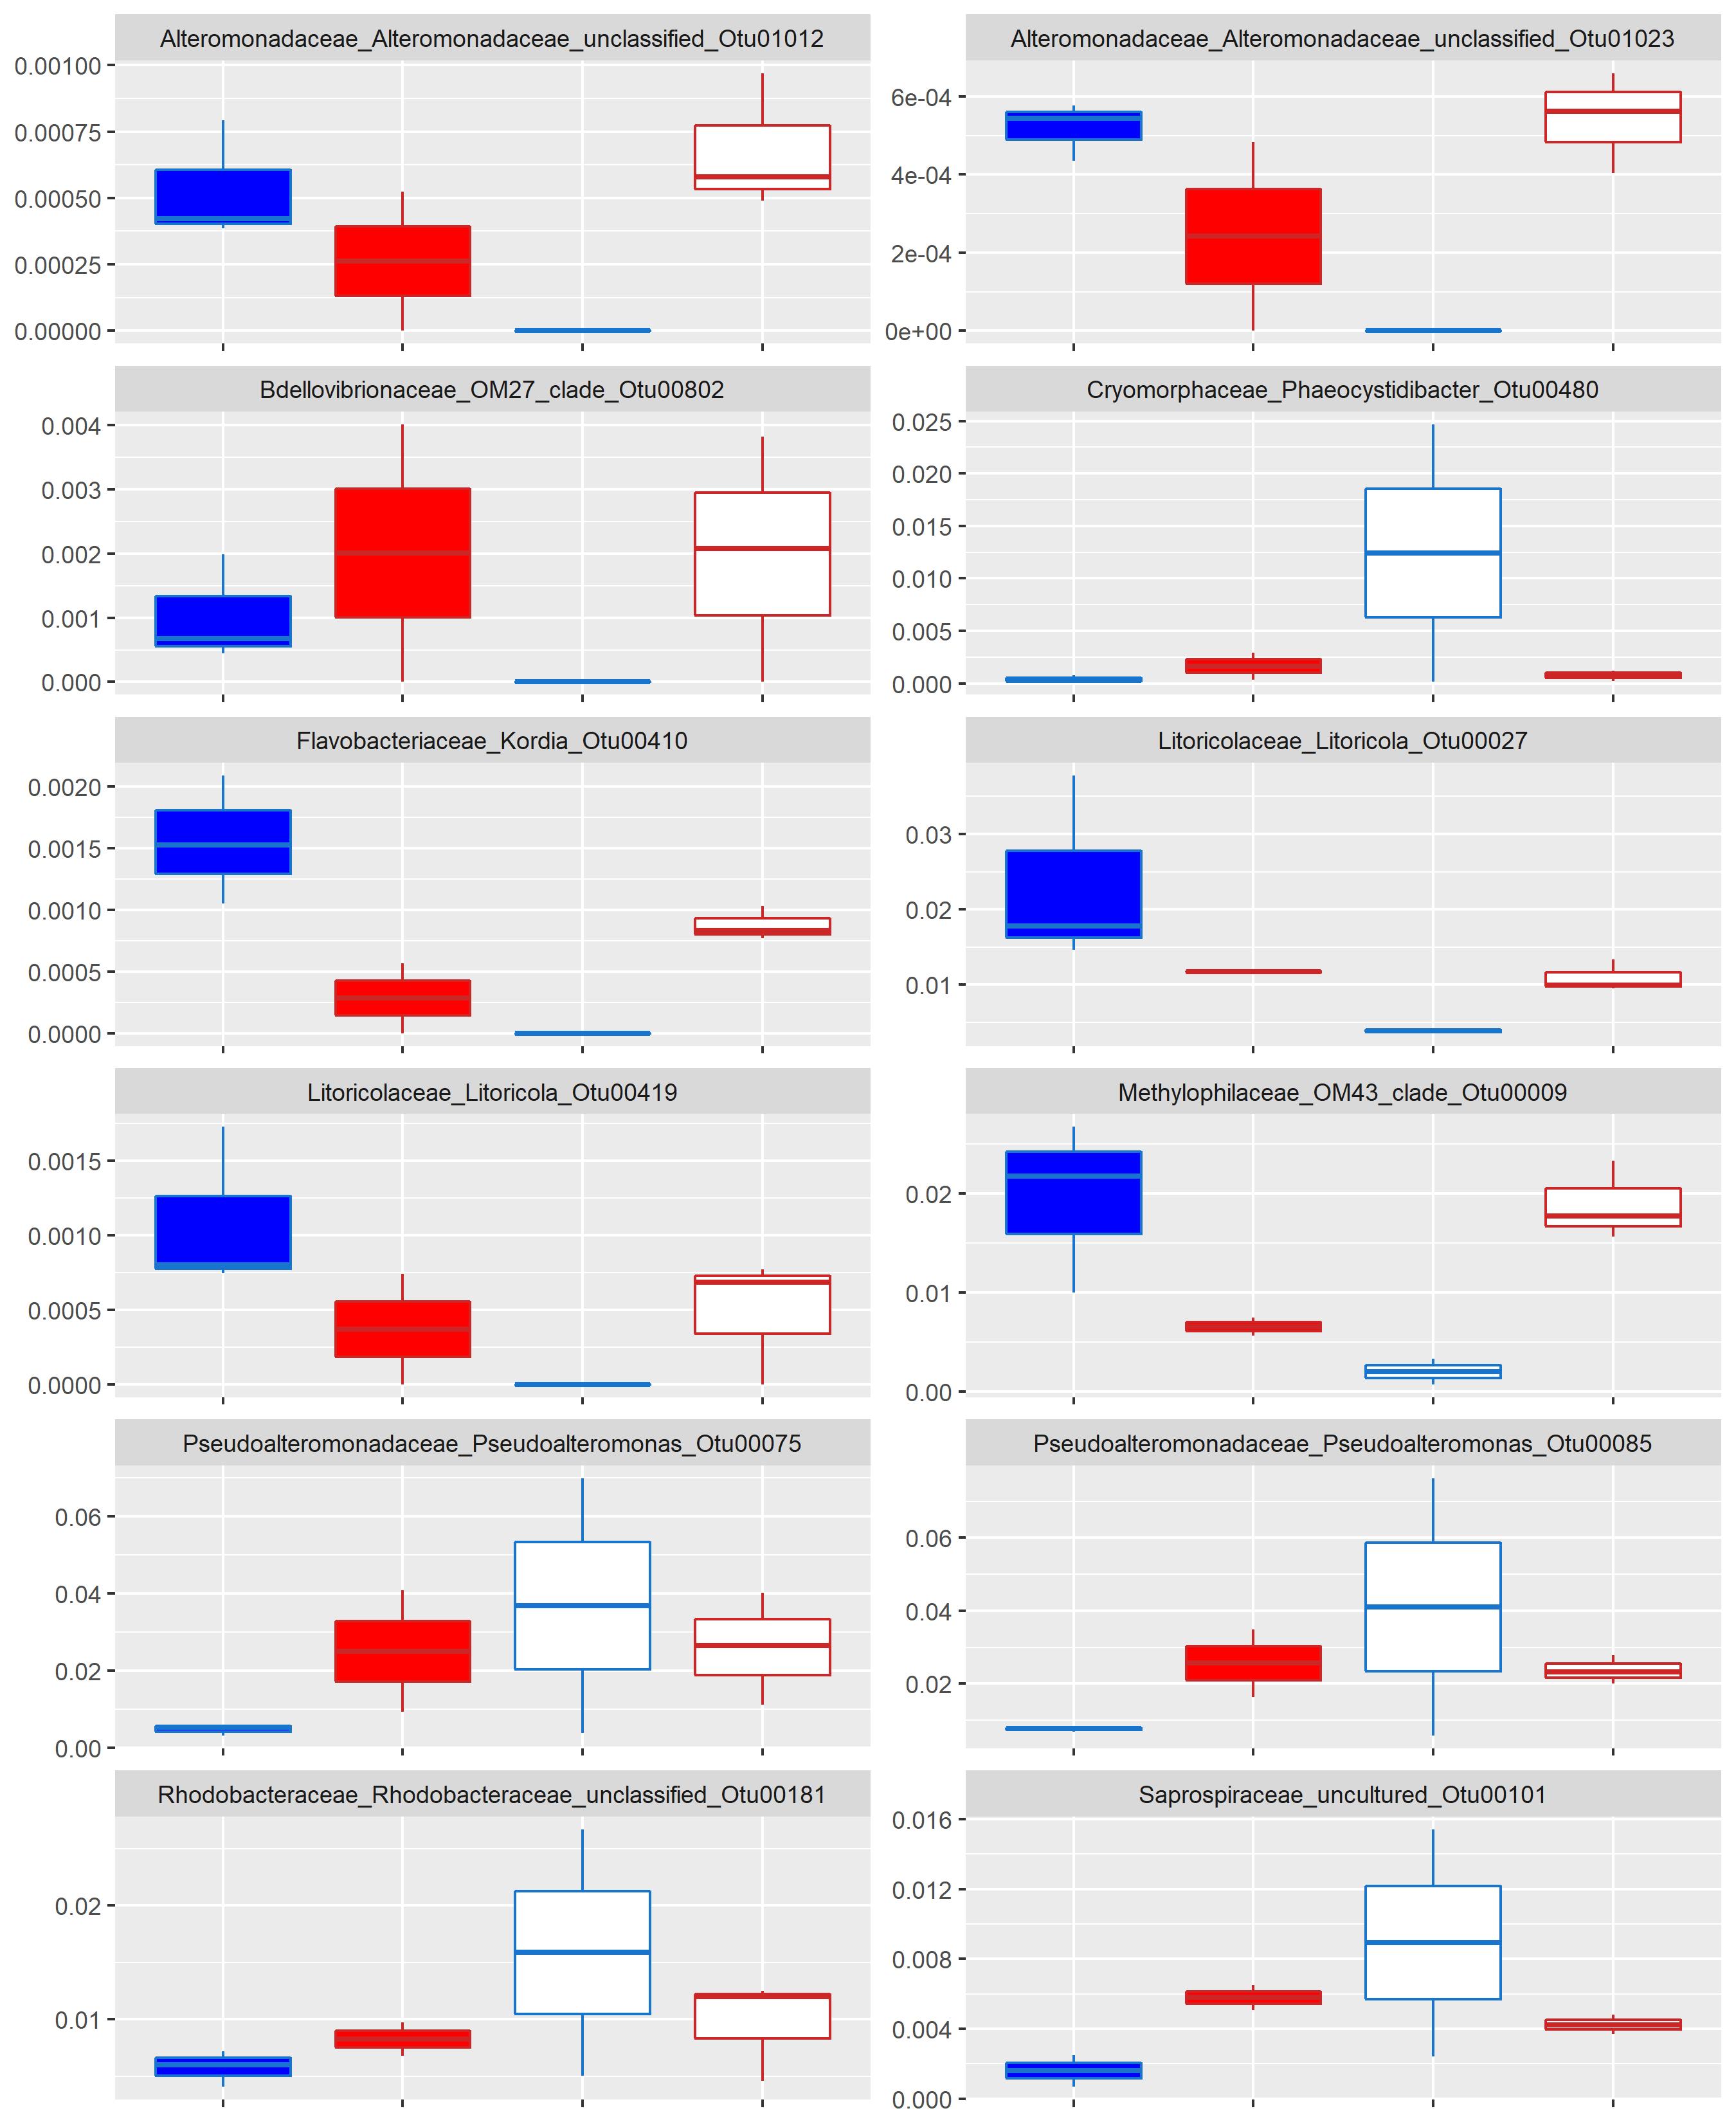 Alteromonadaceae_Alteromonadaceae_unclassified_Otu01012
0.00100
0.00075
0.00050
0.00025
0.00000
Alteromonadaceae_Alteromonadaceae_unclassified_Otu01023
6e-04
4e-04
2e-04
0e+00
Bdellovibrionaceae_OM27_clade_Otu00802
0.004
0.003
0.002
0.001
0.000
Cryomorphaceae_Phaeocystidibacter_Otu00480
0.025
0.020
0.015
0.010
0.005
0.000
Flavobacteriaceae_Kordia_Otu00410
0.0020
0.0015
0.0010
0.0005
0.0000
Litoricolaceae_Litoricola_Otu00027
0.03
0.02
0.01
Litoricolaceae_Litoricola_Otu00419
0.0015
0.0010
0.0005
0.0000
Methylophilaceae_OM43_clade_Otu00009
0.02
0.01
0.00
Pseudoalteromonadaceae_Pseudoalteromonas_Otu00075
0.06
0.04
0.02
0.00
Pseudoalteromonadaceae_Pseudoalteromonas_Otu00085
0.06
0.04
0.02
Rhodobacteraceae_Rhodobacteraceae_unclassified_Otu00181
0.02
0.01
Saprospiraceae_uncultured_Otu00101
0.016
0.012
0.008
0.004
0.000